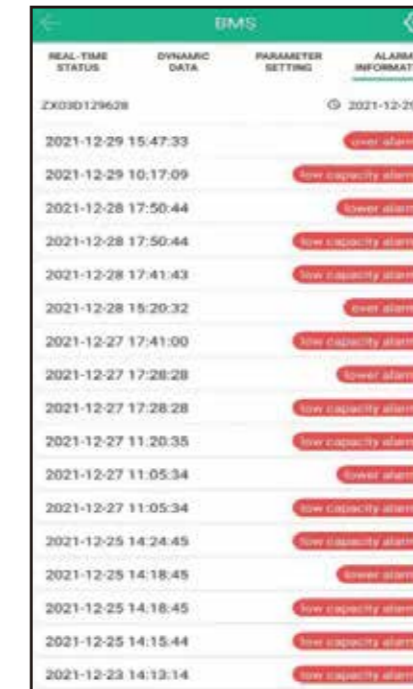 BMS
REAL-TIME STATUS DYNAMIC DATA PARAMETER SETTING ALARM INFORMAT
ZX03D129628 2021-12-29
2021-12-29 15:47:33 over alarm
2021-12-29 10:17:09 low capacity alarm
2021-12-28 17:50:44 lower alarm
2021-12-28 17:50:44 low capacity alarm
2021-12-28 17:41:43 low capacity alarm
2021-12-28 15:20:32 over alarm
2021-12-27 17:41:00 low capacity alarm
2021-12-27 17:28:28 lower alarm
2021-12-27 17:28:28 low capacity alarm
2021-12-27 11:20:35 low capacity alarm
2021-12-27 11:05:34 lower alarm
2021-12-27 11:05:34 low capacity alarm
2021-12-25 14:24:45 low capacity alarm
2021-12-25 14:18:45 lower alarm
2021-12-25 14:18:45 low capacity alarm
2021-12-25 14:15:44 low capacity alarm
2021-12-23 14:13:14 low capacity alarm